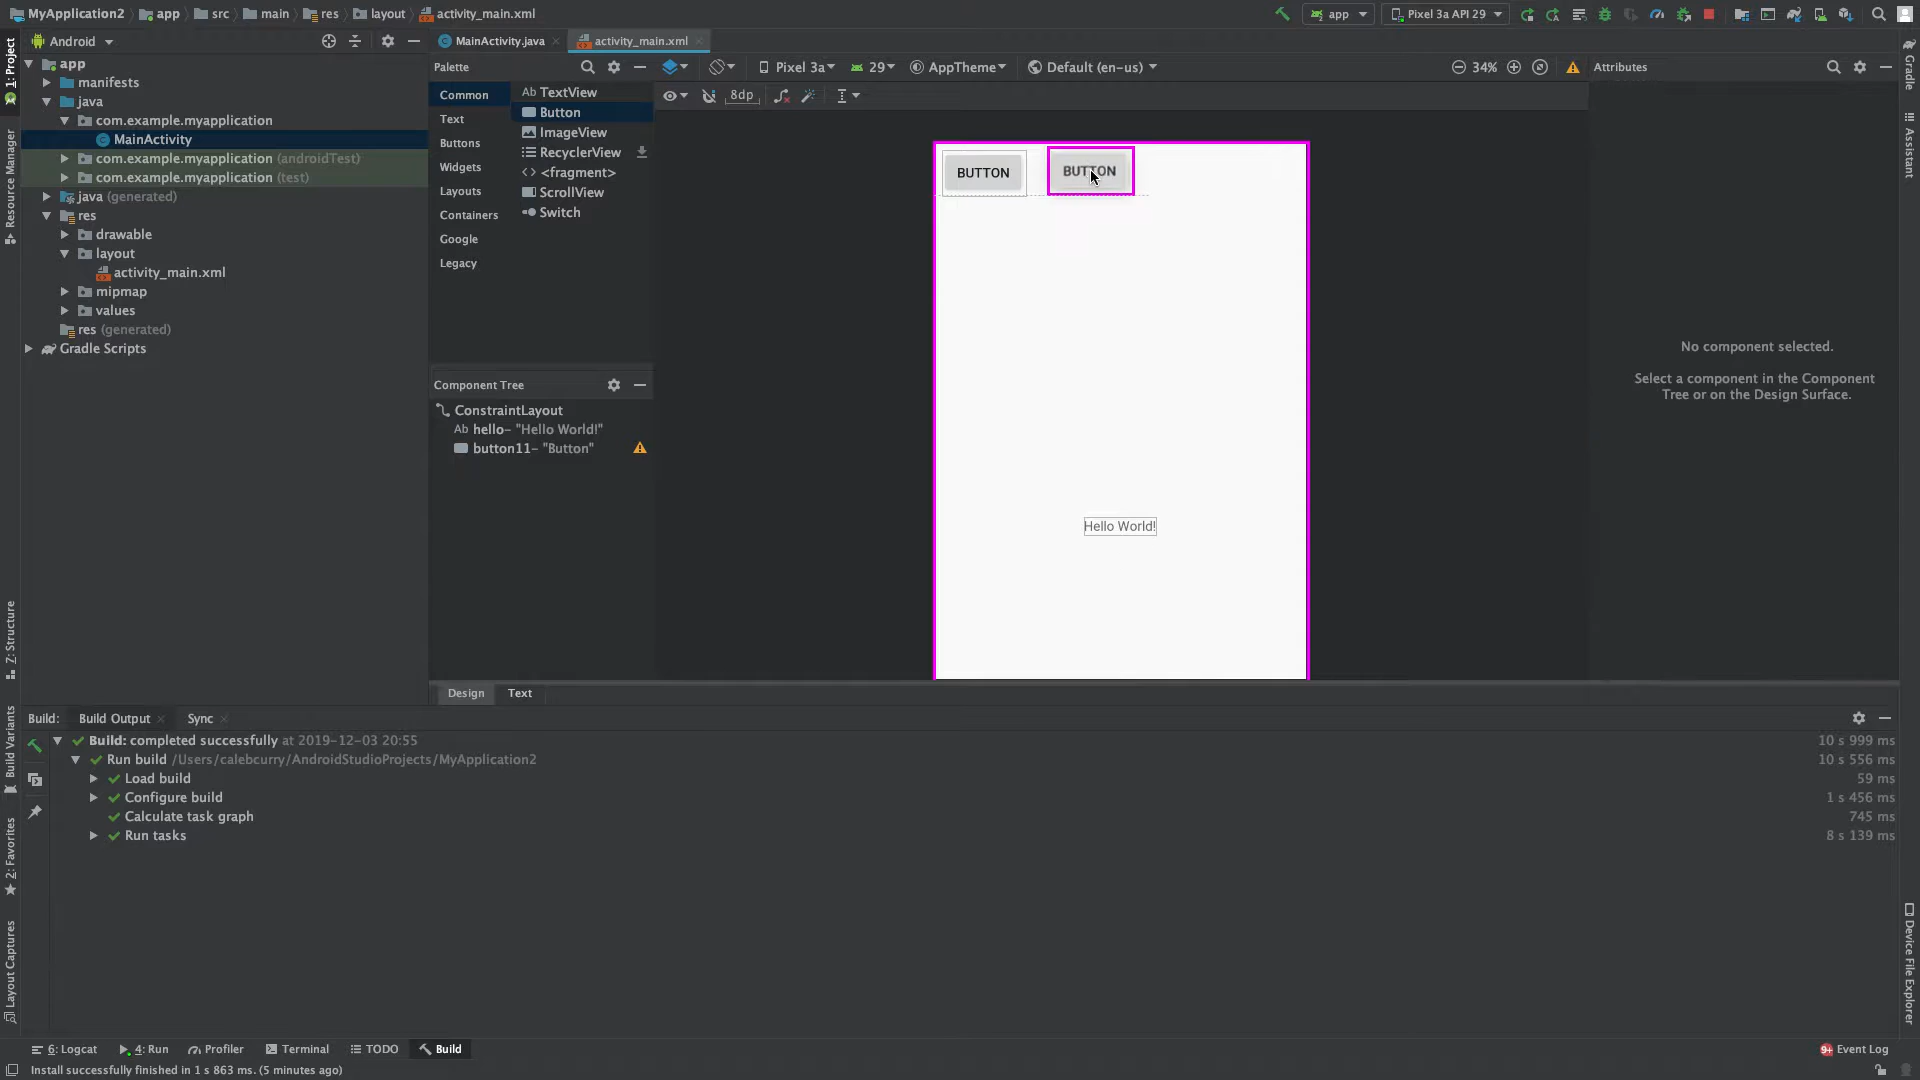 MyApplication2 app src main res layout activity_main.xml app Pixel 3a API 29
Android MainActivity.java activity_main.xml
1: Project
Resource Manager
Z: Structure
Build Variants
2: Favorites
Layout Captures
app
manifests
java
com.example.myapplication
MainActivity
com.example.myapplication (androidTest)
com.example.myapplication (test)
java (generated)
res
drawable
layout
activity_main.xml
mipmap
values
res (generated)
Gradle Scripts
Palette
Common
Text
Buttons
Widgets
Layouts
Containers
Google
Legacy
Ab TextView
Button
ImageView
RecyclerView
<> <fragment>
ScrollView
Switch
Component Tree
ConstraintLayout
Ab hello– "Hello World!"
button11– "Button"
Pixel 3a 29 AppTheme Default (en-us) 34%
8dp
BUTTON BUTTON
Hello World!
Attributes
No component selected.
Select a component in the Component
Tree or on the Design Surface.
Gradle
Assistant
Device File Explorer
Design Text
Build: Build Output Sync
Build: completed successfully at 2019-12-03 20:55 10 s 999 ms
Run build /Users/calebcurry/AndroidStudioProjects/MyApplication2 10 s 556 ms
Load build 59 ms
Configure build 1 s 456 ms
Calculate task graph 745 ms
Run tasks 8 s 139 ms
6: Logcat 4: Run Profiler Terminal TODO Build 9+ Event Log
Install successfully finished in 1 s 863 ms. (5 minutes ago)